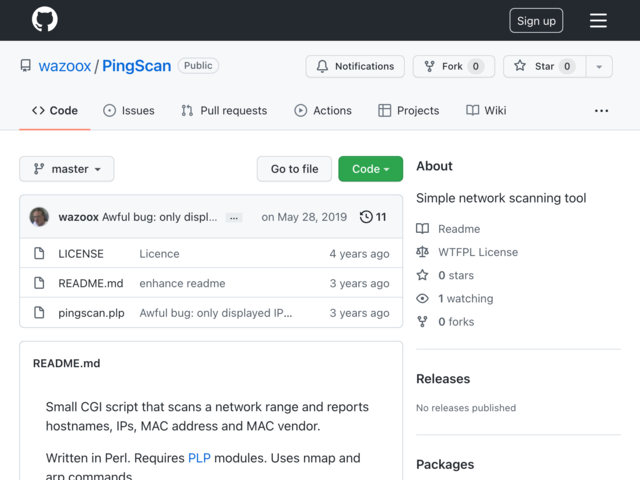 Sign up
wazoox / PingScan Public
Notifications
Fork 0
Star 0
Code
Issues
Pull requests
Actions
Projects
Wiki
master
Go to file
Code
wazoox Awful bug: only displ... ... on May 28, 2019 11
LICENSE Licence 4 years ago
README.md enhance readme 3 years ago
pingscan.plp Awful bug: only displayed IP... 3 years ago
README.md
Small CGI script that scans a network range and reports
hostnames, IPs, MAC address and MAC vendor.
Written in Perl. Requires PLP modules. Uses nmap and
arp commands
About
Simple network scanning tool
Readme
WTFPL License
0 stars
1 watching
0 forks
Releases
No releases published
Packages